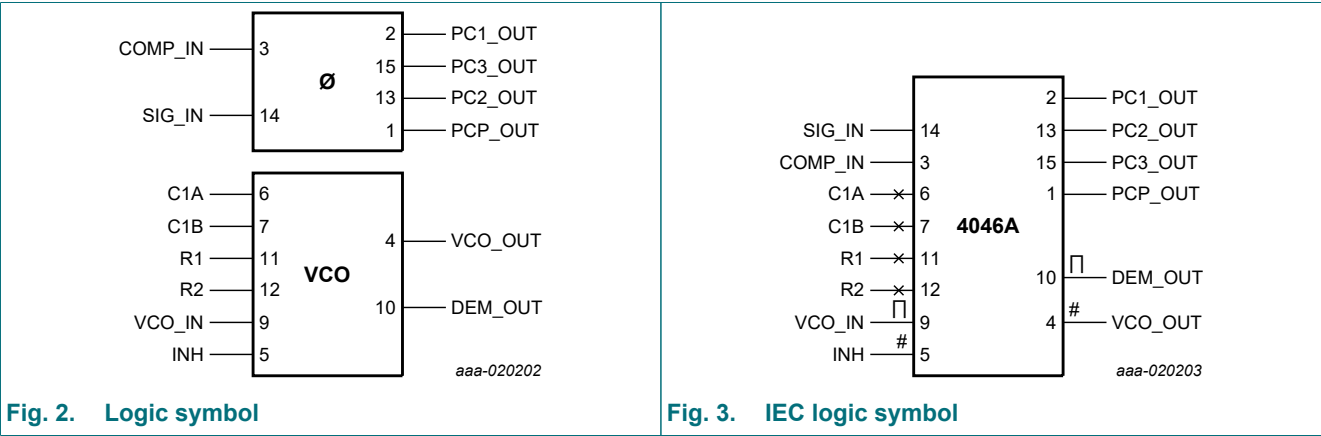 COMP_IN 3
SIG_IN 14
Ø
2 PC1_OUT
15 PC3_OUT
13 PC2_OUT
1 PCP_OUT
C1A 6
C1B 7
R1 11
R2 12
VCO_IN 9
INH 5
VCO
4 VCO_OUT
10 DEM_OUT
aaa-020202
Fig. 2. Logic symbol
SIG_IN 14
COMP_IN 3
C1A × 6
C1B × 7
R1 × 11
R2 × 12
VCO_IN ∏ 9
INH # 5
4046A
2 PC1_OUT
13 PC2_OUT
15 PC3_OUT
1 PCP_OUT
10 ∏ DEM_OUT
4 # VCO_OUT
aaa-020203
Fig. 3. IEC logic symbol